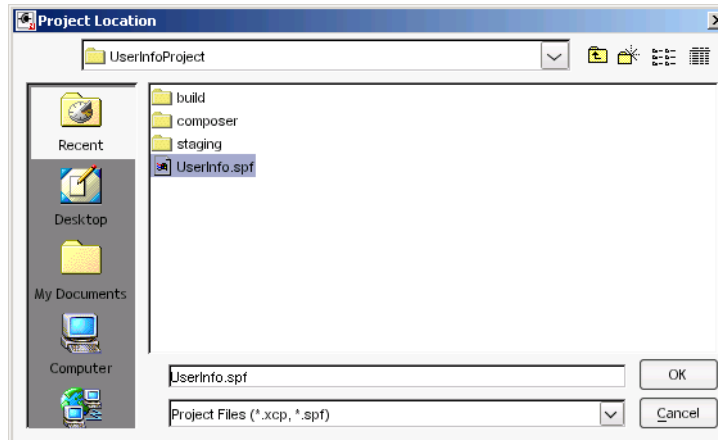 Project Location
UserInfoProject
build
composer
staging
UserInfo.spf
Recent
Desktop
My Documents
Computer
UserInfo.spf
OK
Project Files (*.xcp, *.spf)
Cancel